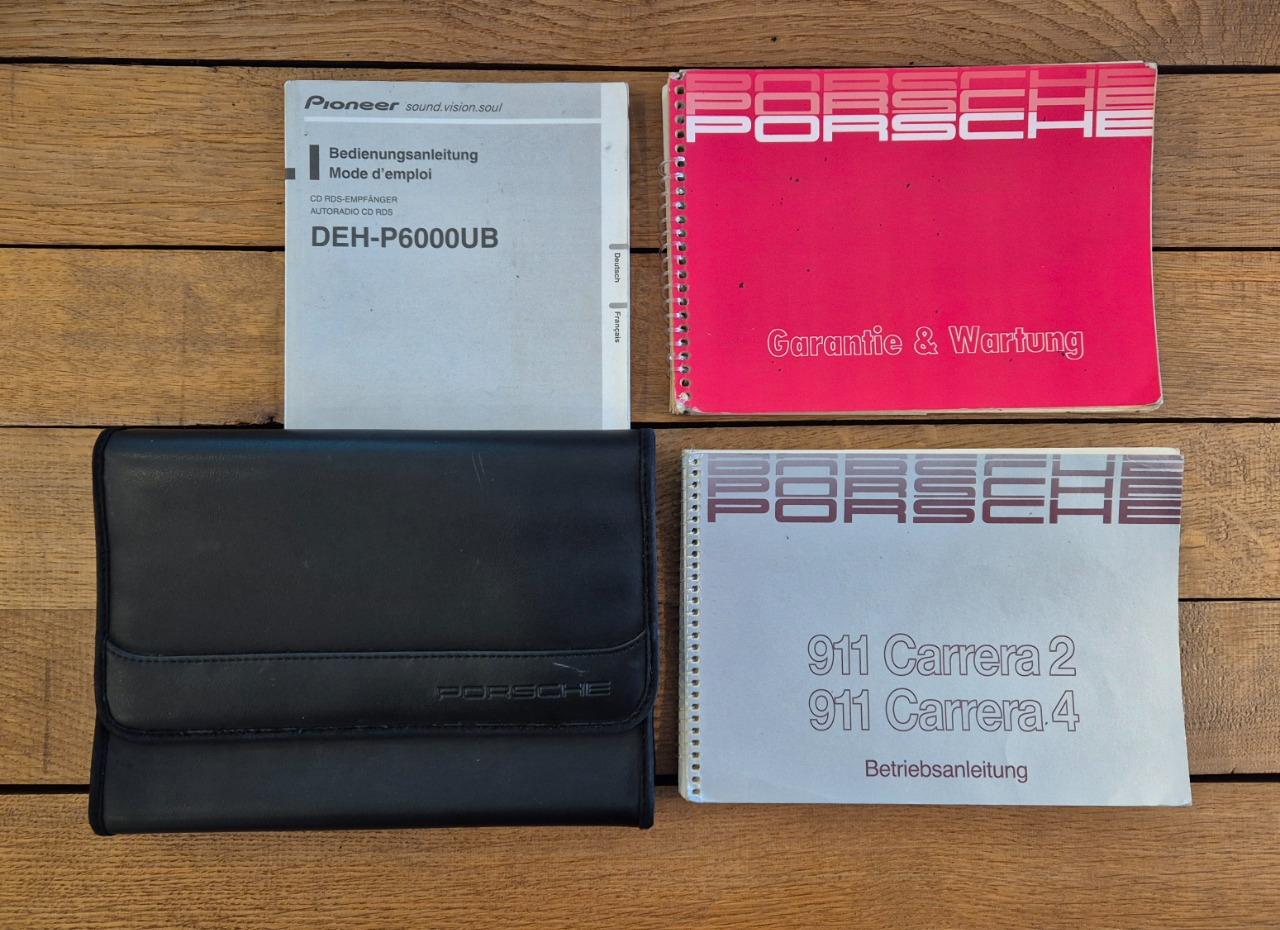 Pioneer sound.vision.soul
Bedienungsanleitung
Mode d'emploi
CD RDS-EMPFÄNGER
AUTORADIO CD RDS
DEH-P6000UB
Deutsch
Français
PORSCHE
PORSCHE
PORSCHE
Garantie & Wartung
PORSCHE
PORSCHE
PORSCHE
PORSCHE
911 Carrera 2
911 Carrera 4
Betriebsanleitung